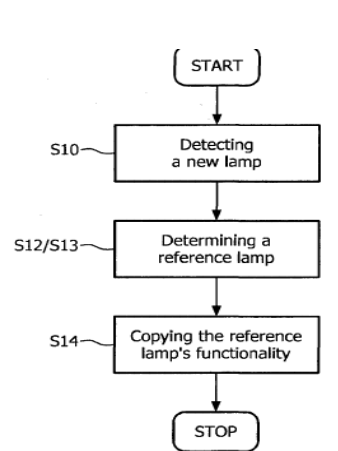 START
S10
Detecting
a new lamp
S12/S13
Determining a
reference lamp
S14
Copying the reference
lamp's functionality
STOP